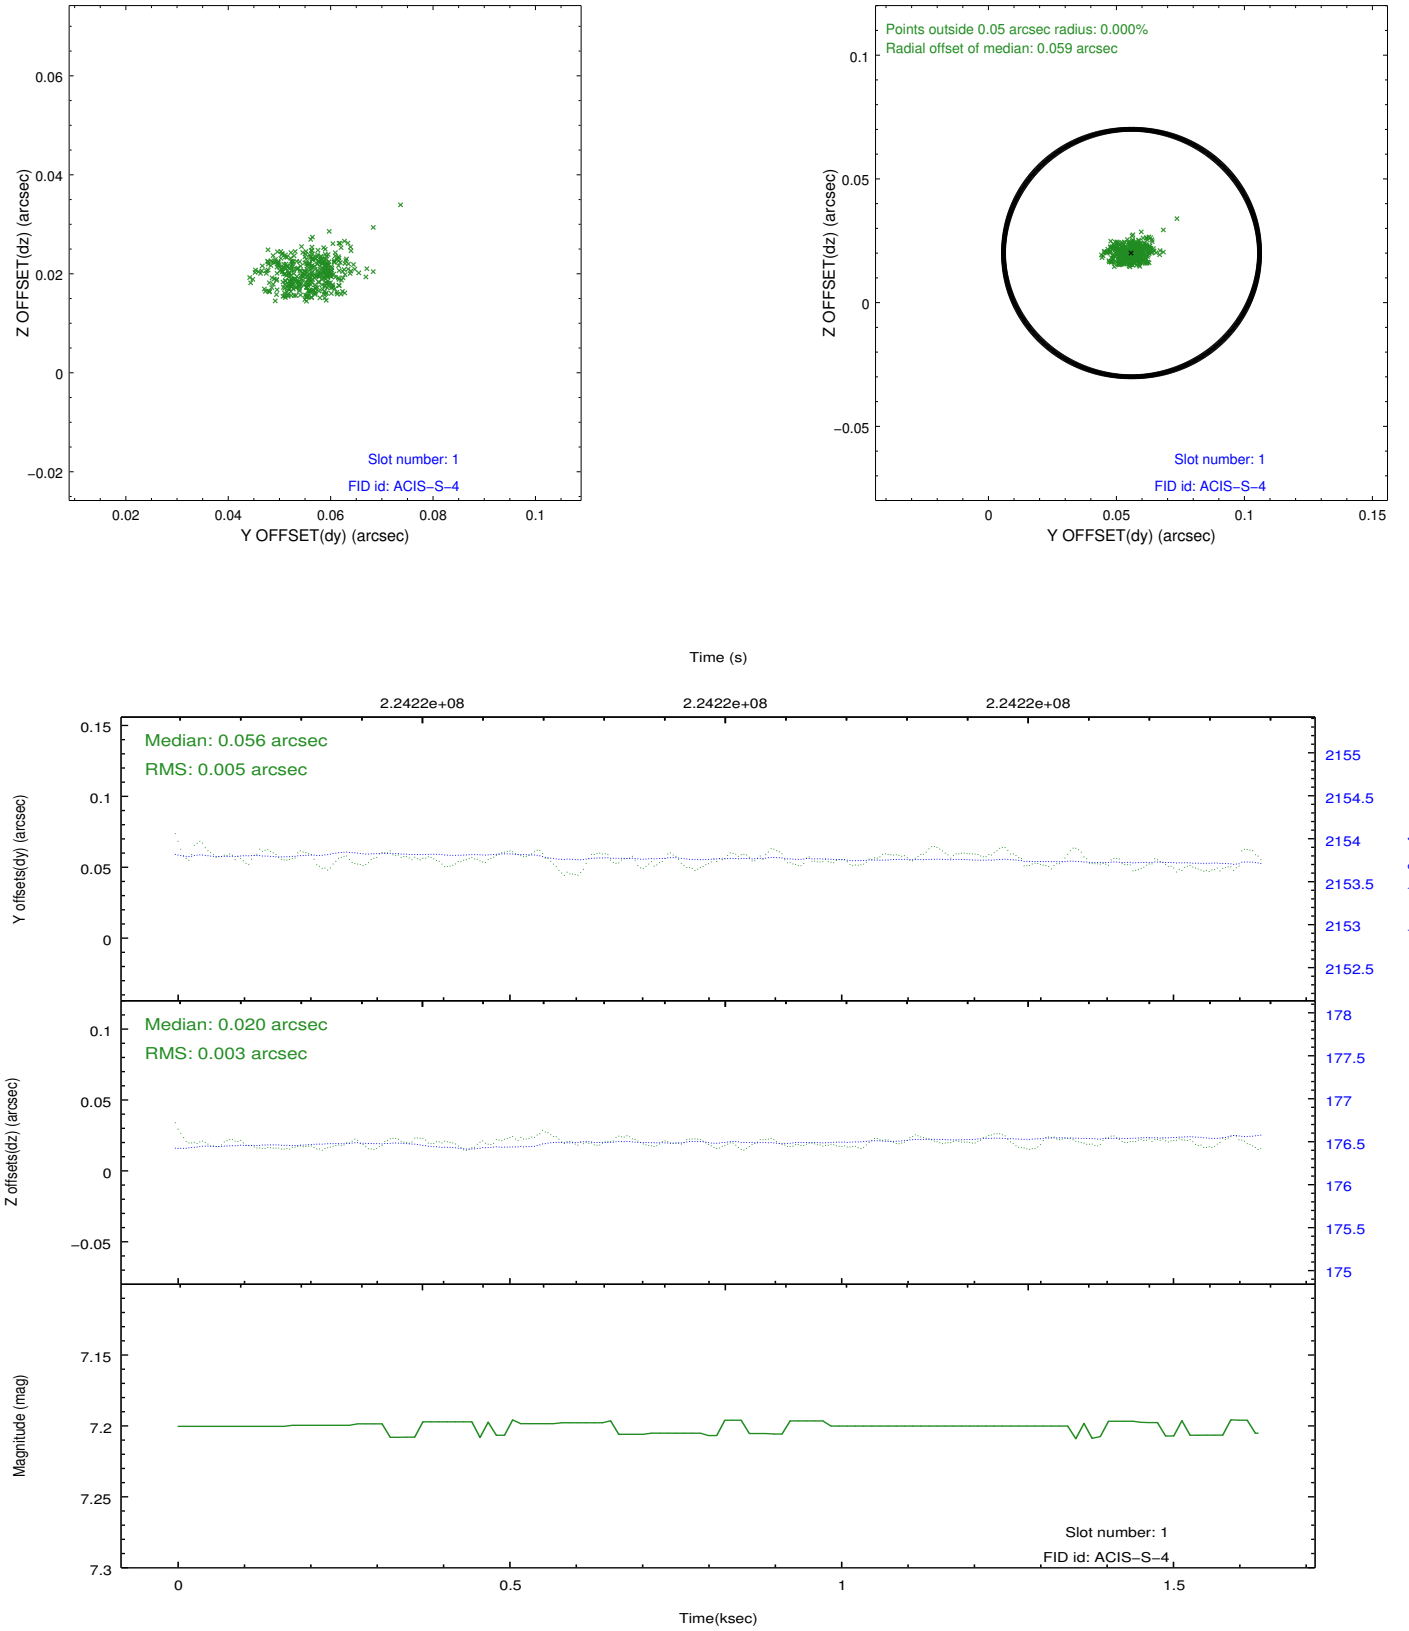 0.06
0.04
0.02
0
−0.02
Z OFFSET(dz) (arcsec)
Slot number: 1
FID id: ACIS−S−4
0.02 0.04 0.06 0.08 0.1
Y OFFSET(dy) (arcsec)
Points outside 0.05 arcsec radius: 0.000%
Radial offset of median: 0.059 arcsec
0.1
0.05
0
−0.05
Z OFFSET(dz) (arcsec)
Slot number: 1
FID id: ACIS−S−4
0 0.05 0.1 0.15
Y OFFSET(dy) (arcsec)
Time (s)
2.2422e+08 2.2422e+08 2.2422e+08
Median: 0.056 arcsec
RMS: 0.005 arcsec
0.15
0.1
0.05
0
Y offsets(dy) (arcsec)
2155
2154.5
2154
2153.5
2153
2152.5
Median: 0.020 arcsec
RMS: 0.003 arcsec
0.1
0.05
0
−0.05
Z offsets(dz) (arcsec)
178
177.5
177
176.5
176
175.5
175
7.15
7.2
7.25
7.3
Magnitude (mag)
Slot number: 1
FID id: ACIS−S−4
0 0.5 1 1.5
Time(ksec)